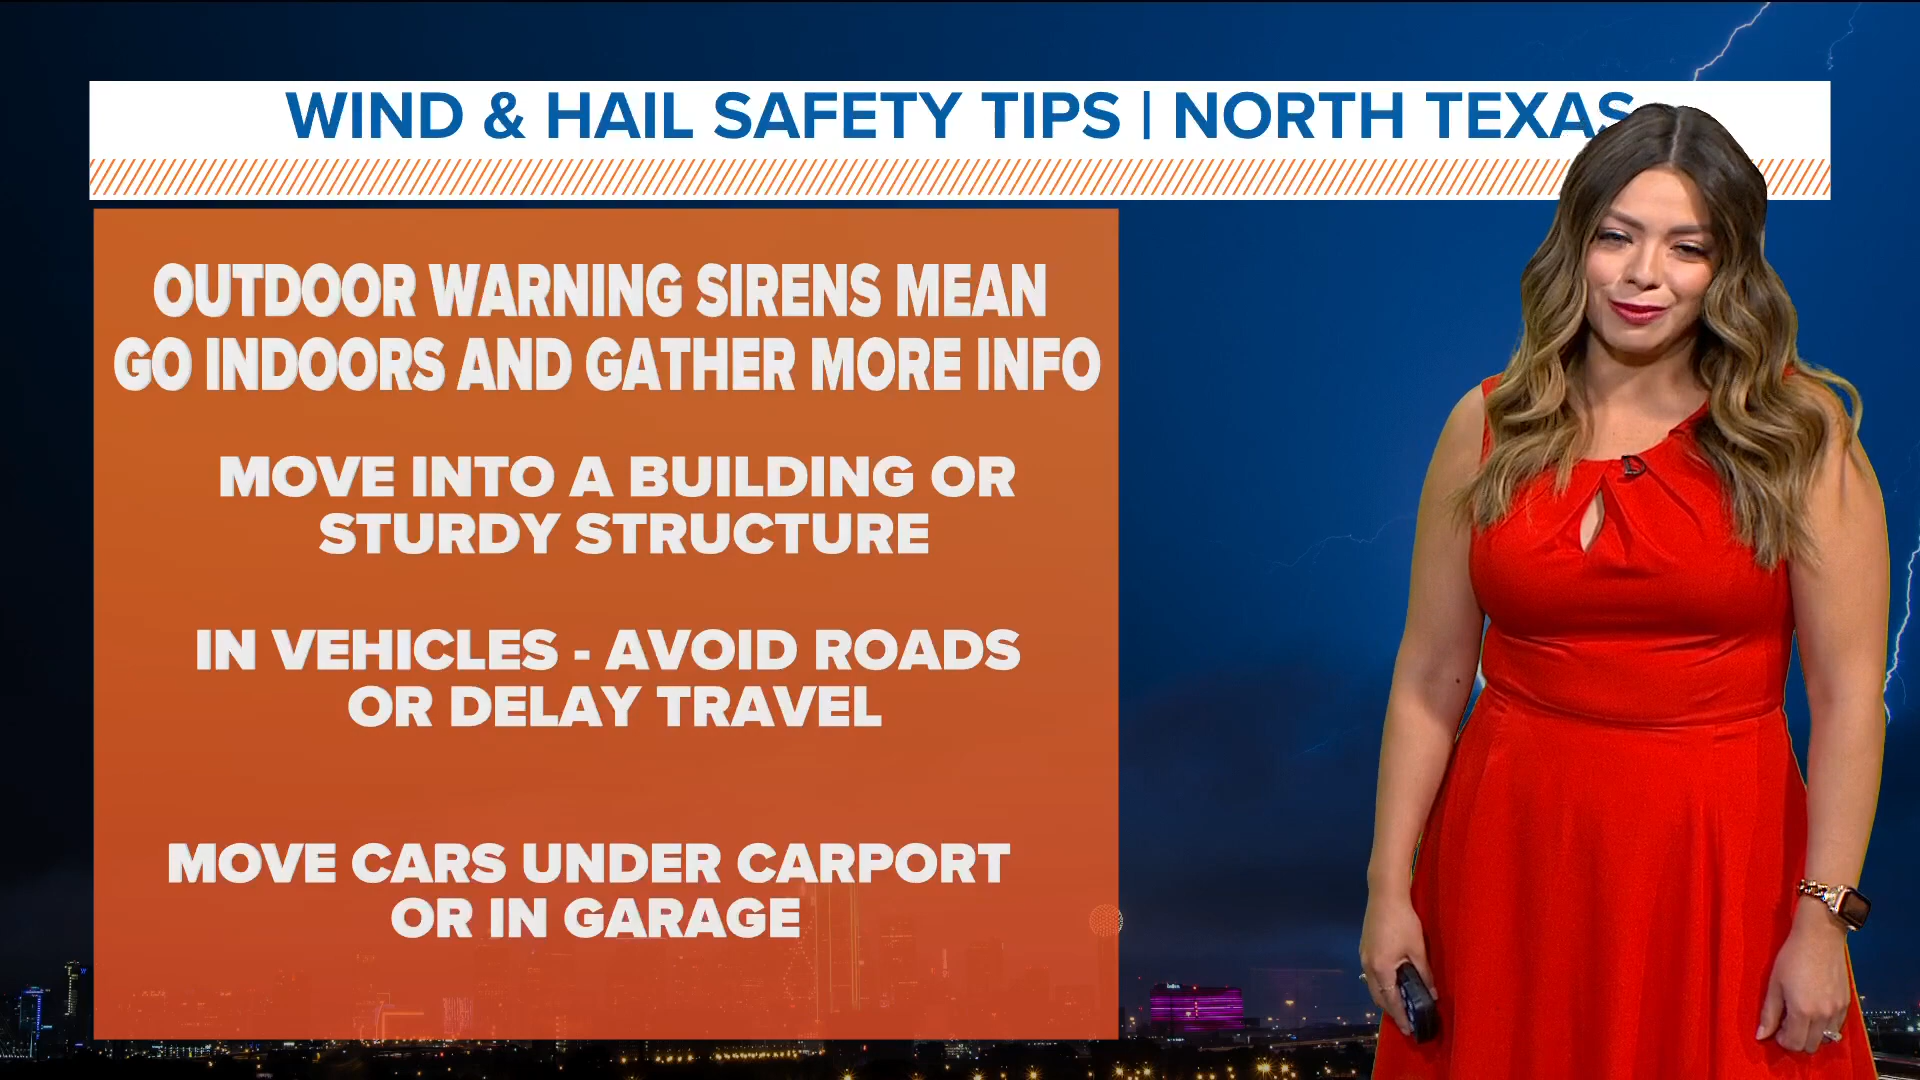 WIND & HAIL SAFETY TIPS | NORTH TEXAS
OUTDOOR WARNING SIRENS MEAN
GO INDOORS AND GATHER MORE INFO
MOVE INTO A BUILDING OR
STURDY STRUCTURE
IN VEHICLES - AVOID ROADS
OR DELAY TRAVEL
MOVE CARS UNDER CARPORT
OR IN GARAGE